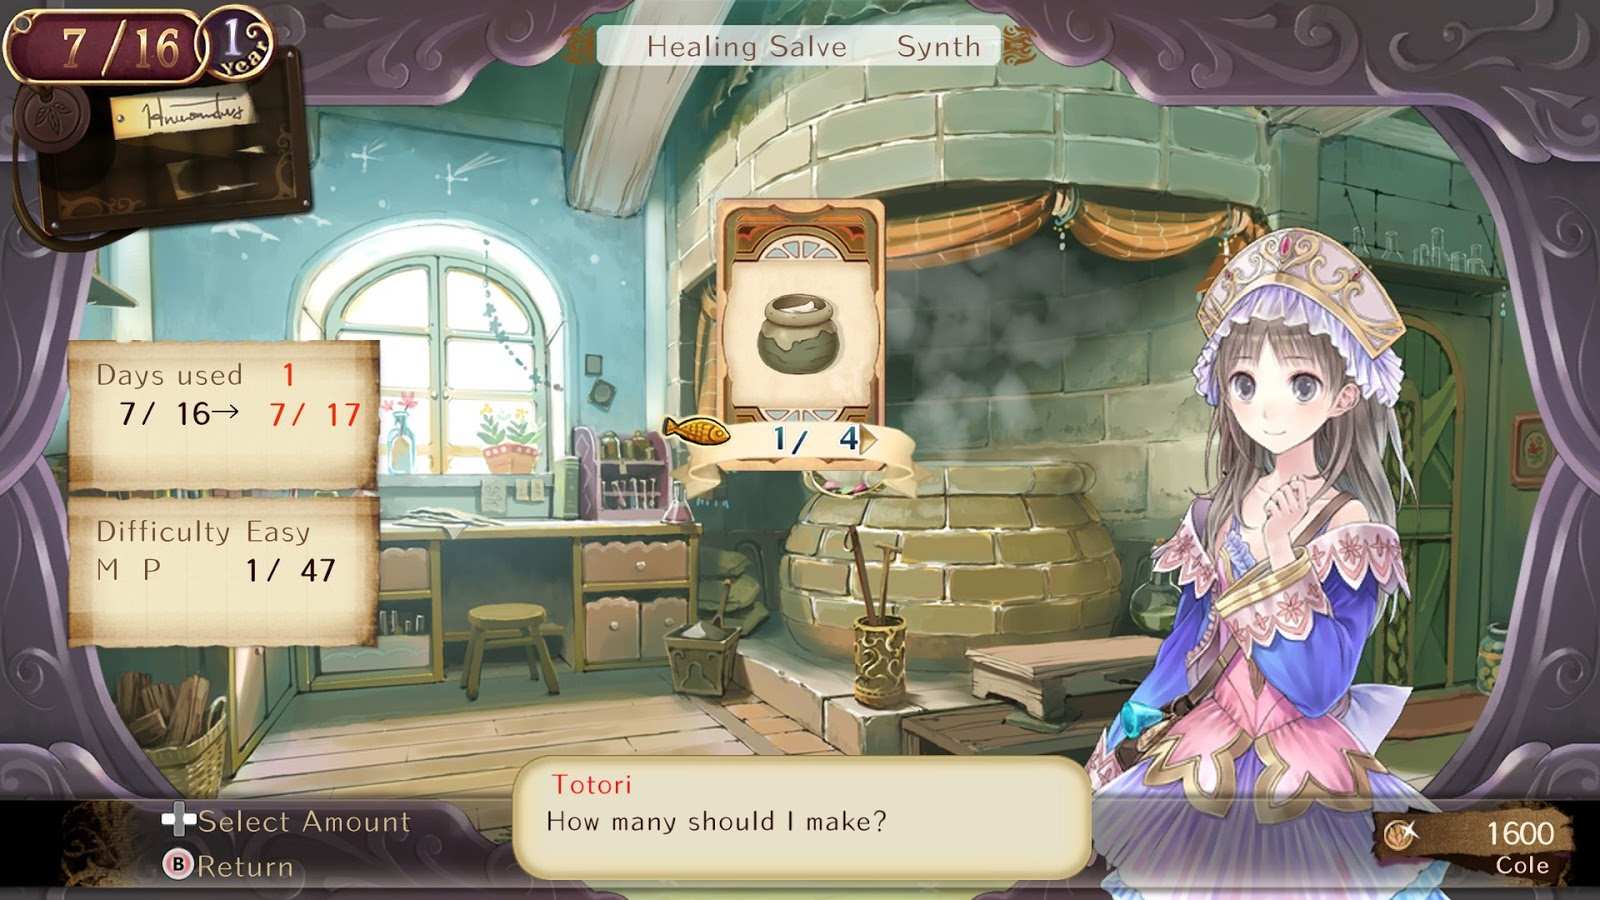 7/16
1
Year
Healing Salve Synth
Days used 1
7/ 16→ 7/ 17
1/ 4
Difficulty Easy
M P 1/ 47
Totori
How many should I make?
Select Amount
B Return
1600
Cole